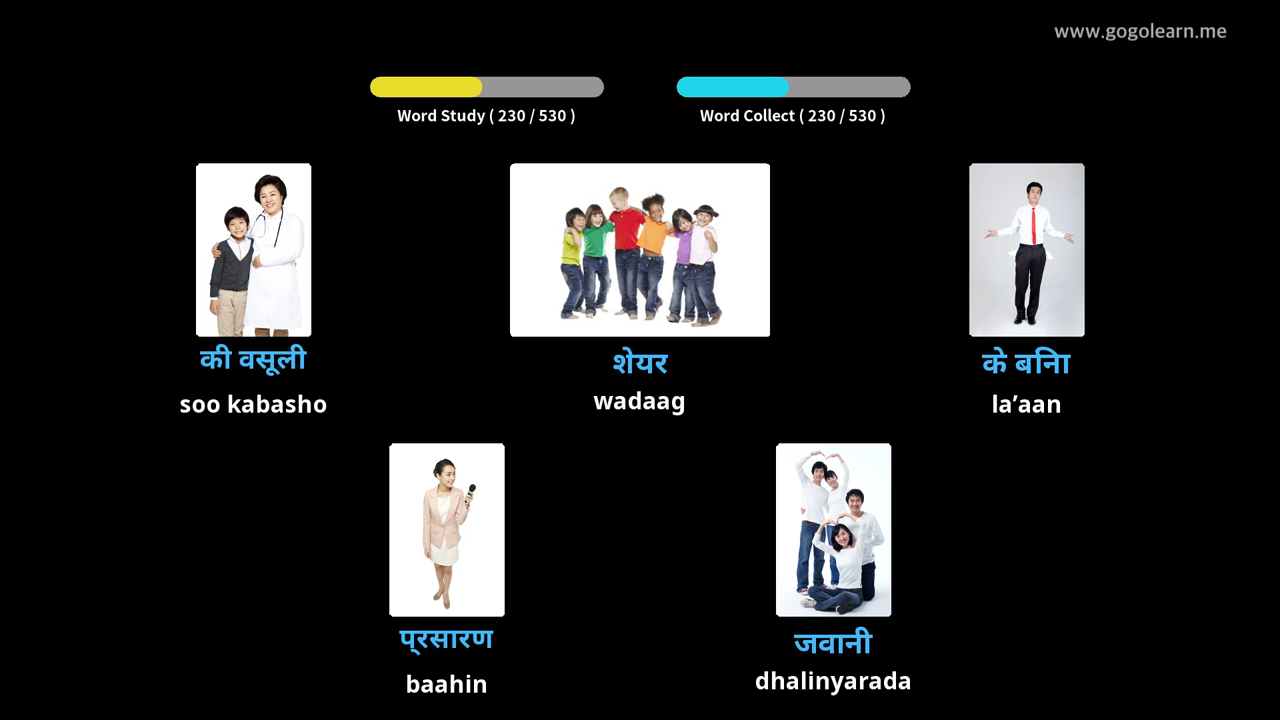 www.gogolearn.me
Word Study ( 230 / 530 )
Word Collect ( 230 / 530 )
की वसूली
soo kabasho
शेयर
wadaag
के बिना
la’aan
प्रसारण
baahin
जवानी
dhalinyarada